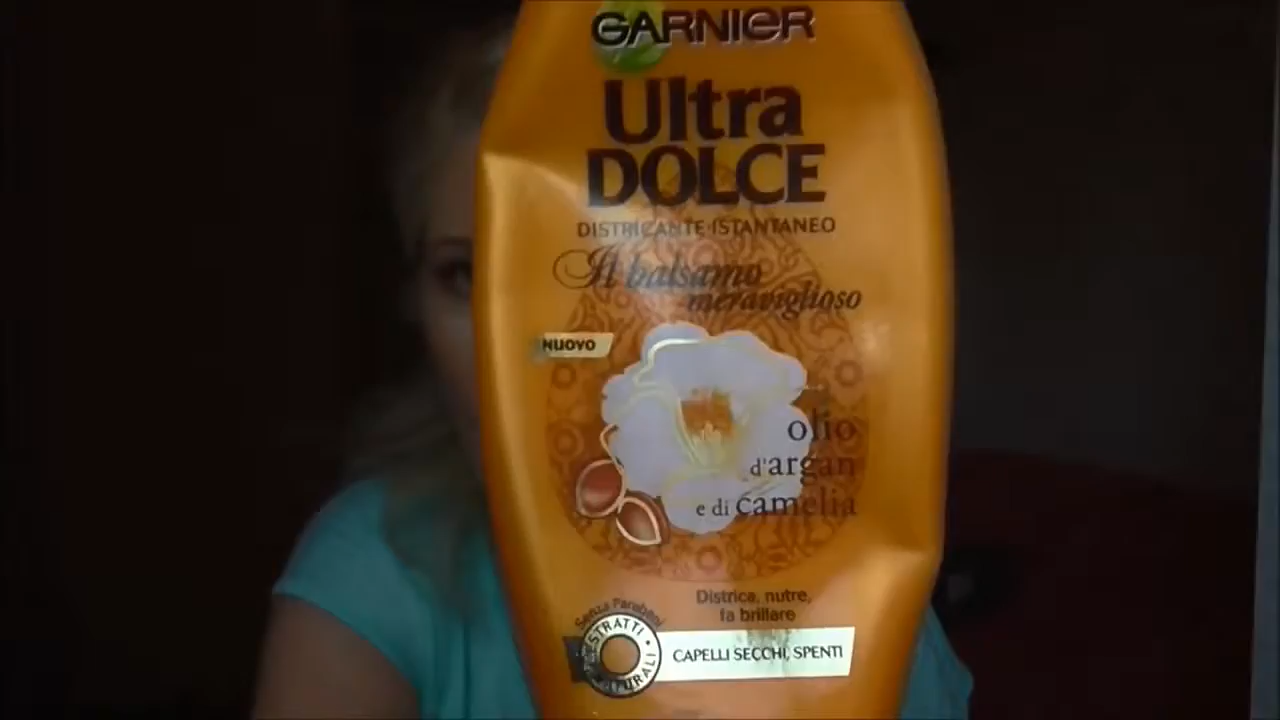 GARNIER
Ultra
DOLCE
DISTRICANTE ISTANTANEO
Il balsamo
meraviglioso
NUOVO
olio
d'argan
e di camelia
Districa, nutre,
fa brillare
Senza Parabeni
ESTRATTI
NATURALI
CAPELLI SECCHI, SPENTI